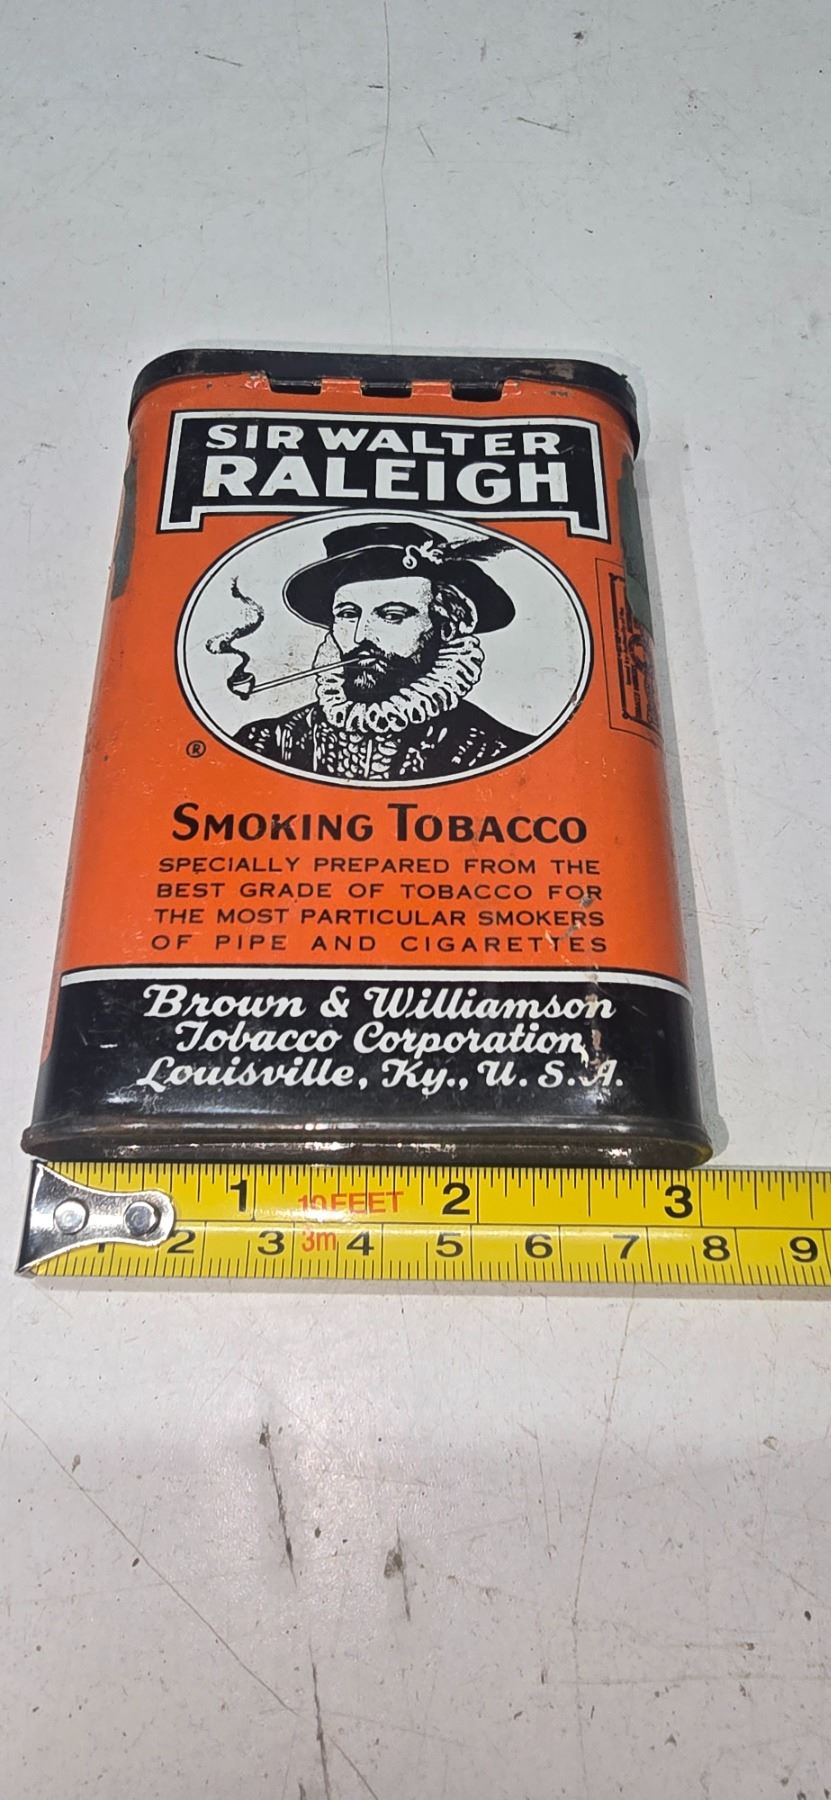 SIR WALTER
RALEIGH
®
SMOKING TOBACCO
SPECIALLY PREPARED FROM THE
BEST GRADE OF TOBACCO FOR
THE MOST PARTICULAR SMOKERS
OF PIPE AND CIGARETTES
Brown & Williamson
Tobacco Corporation,
Louisville, Ky., U. S. A.
1 10 FEET 2 3
1 2 3 3m 4 5 6 7 8 9